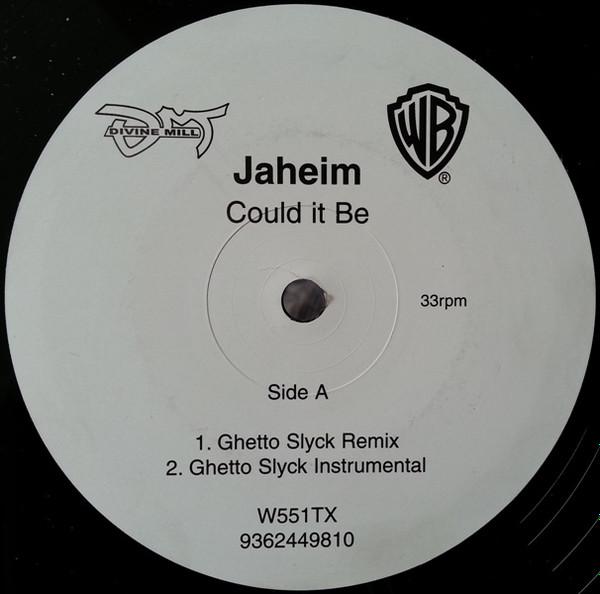 DIVINE MILL
WB
®
Jaheim
Could it Be
33rpm
Side A
1. Ghetto Slyck Remix
2. Ghetto Slyck Instrumental
W551TX
9362449810